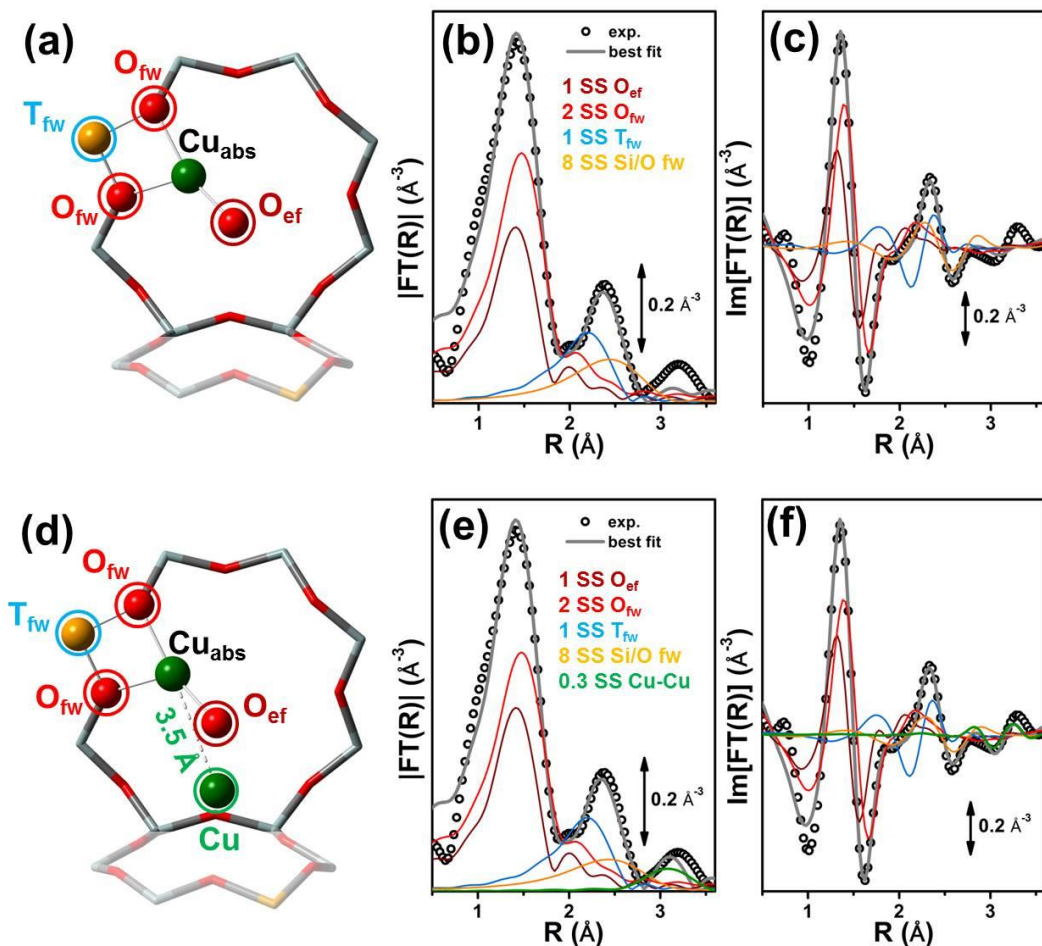 (a)
O_fw
T_fw
Cu_abs
O_fw
O_ef
(b)
exp.
best fit
1 SS O_ef
2 SS O_fw
1 SS T_fw
8 SS Si/O fw
0.2 Å⁻³
|FT(R)| (Å⁻³)
1 2 3
R (Å)
(c)
0.2 Å⁻³
Im[FT(R)] (Å⁻³)
1 2 3
R (Å)
(d)
O_fw
T_fw
Cu_abs
O_fw
O_ef
3.5 Å
Cu
(e)
exp.
best fit
1 SS O_ef
2 SS O_fw
1 SS T_fw
8 SS Si/O fw
0.3 SS Cu-Cu
0.2 Å⁻³
|FT(R)| (Å⁻³)
1 2 3
R (Å)
(f)
0.2 Å⁻³
Im[FT(R)] (Å⁻³)
1 2 3
R (Å)